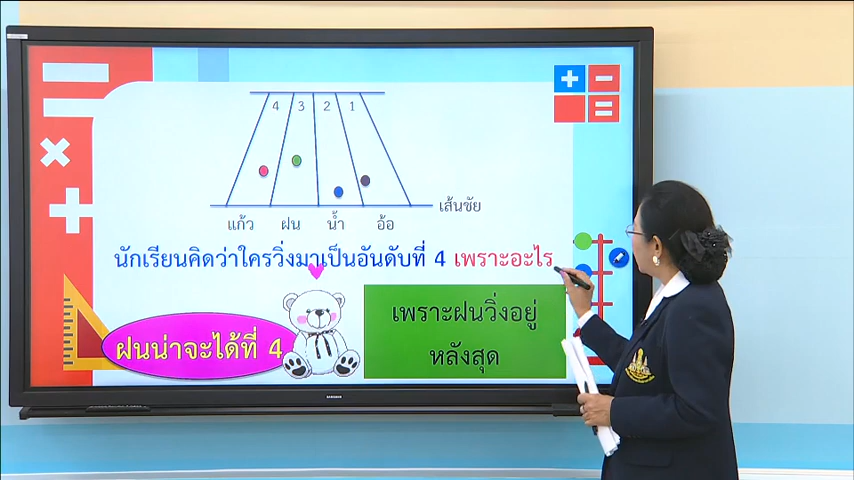 4 3 2 1
เส้นชัย
แก้ว ฝน น้ำ อ้อ
นักเรียนคิดว่าใครวิ่งมาเป็นอันดับที่ 4 เพราะอะไร
ฝนน่าจะได้ที่ 4
เพราะฝนวิ่งอยู่
หลังสุด
SAMSUNG